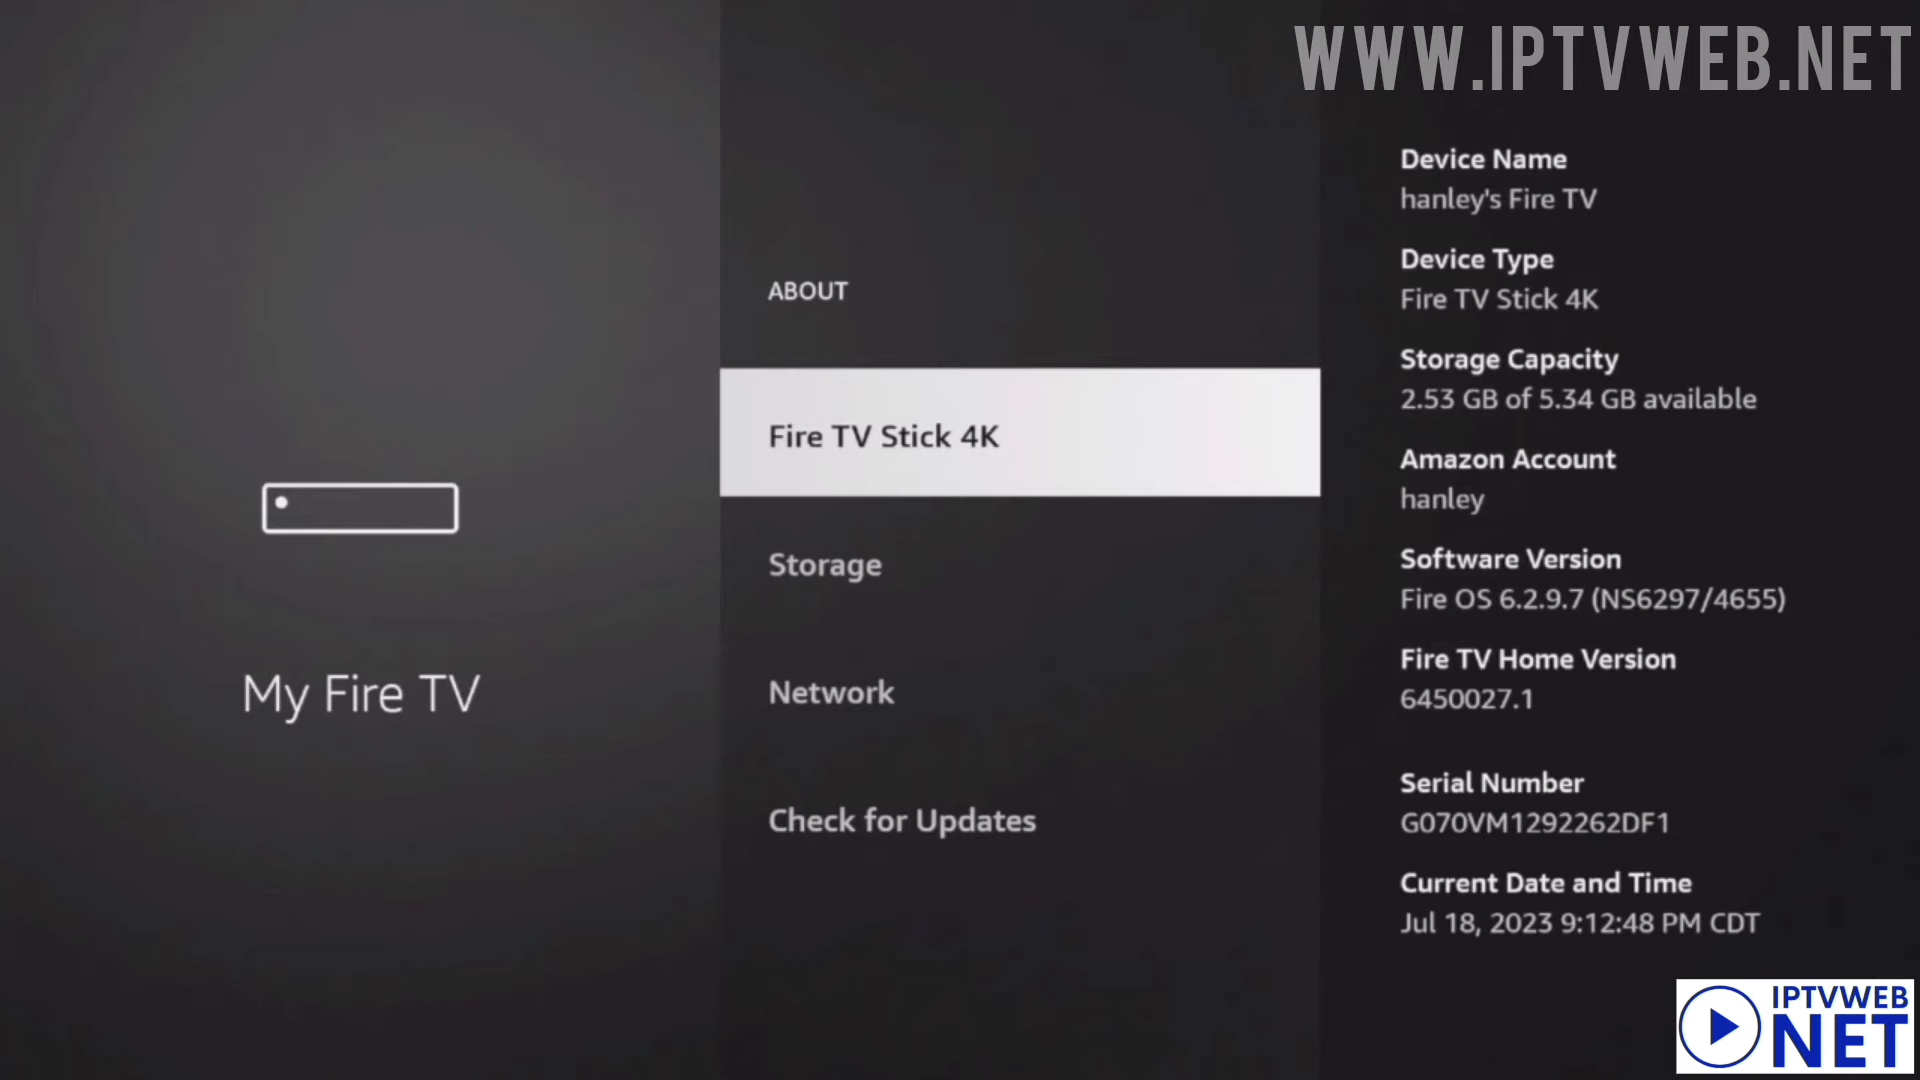 WWW.IPTVWEB.NET
My Fire TV
ABOUT
Fire TV Stick 4K
Storage
Network
Check for Updates
Device Name
hanley's Fire TV
Device Type
Fire TV Stick 4K
Storage Capacity
2.53 GB of 5.34 GB available
Amazon Account
hanley
Software Version
Fire OS 6.2.9.7 (NS6297/4655)
Fire TV Home Version
6450027.1
Serial Number
G070VM1292262DF1
Current Date and Time
Jul 18, 2023 9:12:48 PM CDT
IPTVWEB
NET